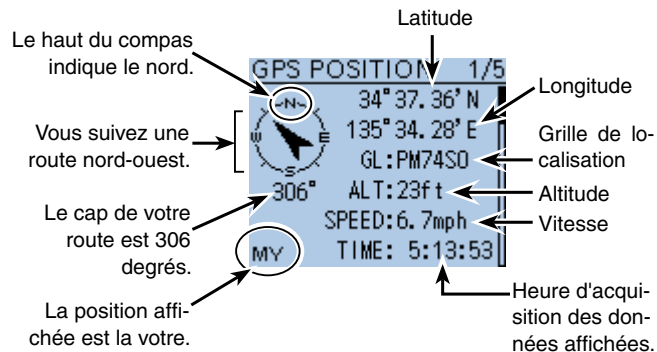 Latitude
Le haut du compas
indique le nord.
GPS POSITION 1/5
N
34°37.36'N
Longitude
135°34.28'E
Vous suivez une
route nord-ouest.
W
E
S
GL:PM74SO
Grille de lo-
calisation
306°
ALT:23ft
Altitude
Le cap de votre
route est 306
degrés.
SPEED:6.7mph
Vitesse
MY
TIME: 5:13:53
La position affi-
chée est la votre.
Heure d'acqui-
sition des don-
nées affichées.